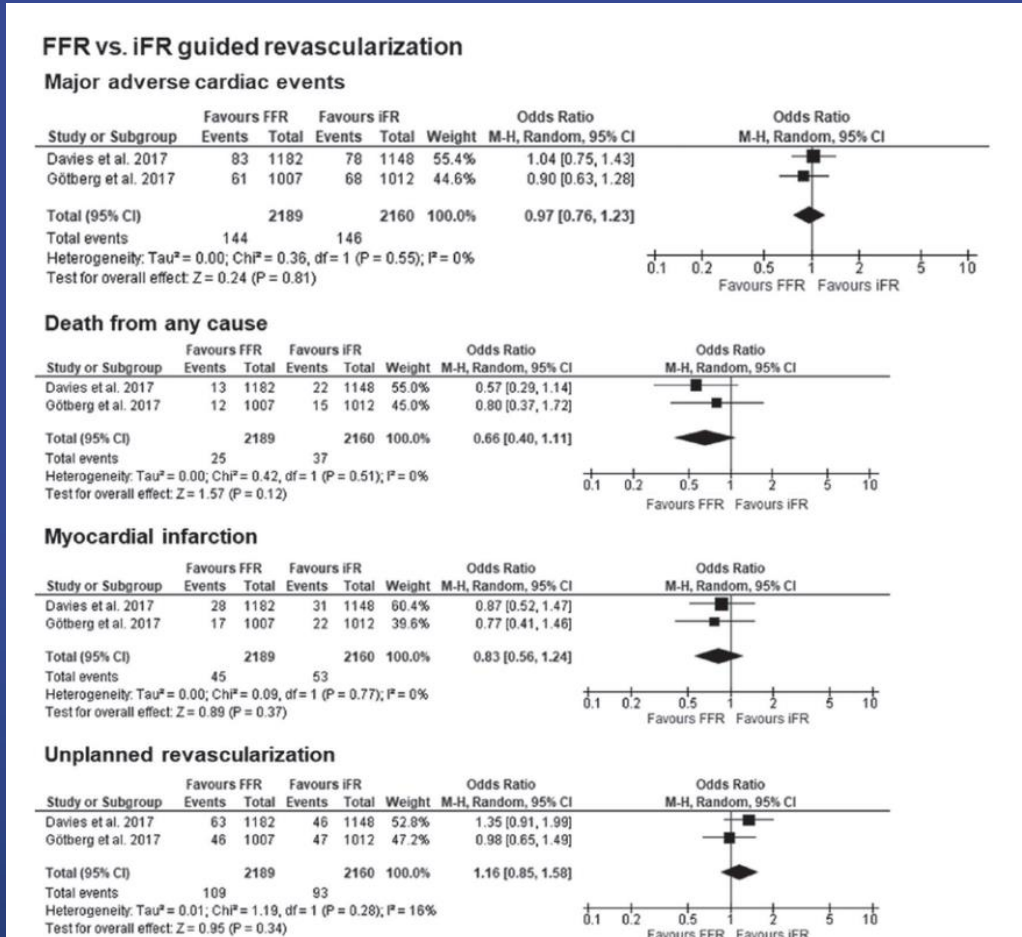 FFR vs. iFR guided revascularization
Major adverse cardiac events
Favours FFR Favours iFR Odds Ratio Odds Ratio
Study or Subgroup Events Total Events Total Weight M-H, Random, 95% CI M-H, Random, 95% CI
Davies et al. 2017 83 1182 78 1148 55.4% 1.04 [0.75, 1.43]
Götberg et al. 2017 61 1007 68 1012 44.6% 0.90 [0.63, 1.28]
Total (95% CI) 2189 2160 100.0% 0.97 [0.76, 1.23]
Total events 144 146
Heterogeneity: Tau² = 0.00; Chi² = 0.36, df = 1 (P = 0.55); I² = 0%
Test for overall effect: Z = 0.24 (P = 0.81)
0.1 0.2 0.5 1 2 5 10
Favours FFR Favours iFR
Death from any cause
Favours FFR Favours iFR Odds Ratio Odds Ratio
Study or Subgroup Events Total Events Total Weight M-H, Random, 95% CI M-H, Random, 95% CI
Davies et al. 2017 13 1182 22 1148 55.0% 0.57 [0.29, 1.14]
Götberg et al. 2017 12 1007 15 1012 45.0% 0.80 [0.37, 1.72]
Total (95% CI) 2189 2160 100.0% 0.66 [0.40, 1.11]
Total events 25 37
Heterogeneity: Tau² = 0.00; Chi² = 0.42, df = 1 (P = 0.51); I² = 0%
Test for overall effect: Z = 1.57 (P = 0.12)
0.1 0.2 0.5 1 2 5 10
Favours FFR Favours iFR
Myocardial infarction
Favours FFR Favours iFR Odds Ratio Odds Ratio
Study or Subgroup Events Total Events Total Weight M-H, Random, 95% CI M-H, Random, 95% CI
Davies et al. 2017 28 1182 31 1148 60.4% 0.87 [0.52, 1.47]
Götberg et al. 2017 17 1007 22 1012 39.6% 0.77 [0.41, 1.46]
Total (95% CI) 2189 2160 100.0% 0.83 [0.56, 1.24]
Total events 45 53
Heterogeneity: Tau² = 0.00; Chi² = 0.09, df = 1 (P = 0.77); I² = 0%
Test for overall effect: Z = 0.89 (P = 0.37)
0.1 0.2 0.5 1 2 5 10
Favours FFR Favours iFR
Unplanned revascularization
Favours FFR Favours iFR Odds Ratio Odds Ratio
Study or Subgroup Events Total Events Total Weight M-H, Random, 95% CI M-H, Random, 95% CI
Davies et al. 2017 63 1182 46 1148 52.8% 1.35 [0.91, 1.99]
Götberg et al. 2017 46 1007 47 1012 47.2% 0.98 [0.65, 1.49]
Total (95% CI) 2189 2160 100.0% 1.16 [0.85, 1.58]
Total events 109 93
Heterogeneity: Tau² = 0.01; Chi² = 1.19, df = 1 (P = 0.28); I² = 16%
Test for overall effect: Z = 0.95 (P = 0.34)
0.1 0.2 0.5 1 2 5 10
Favours FFR Favours iFR